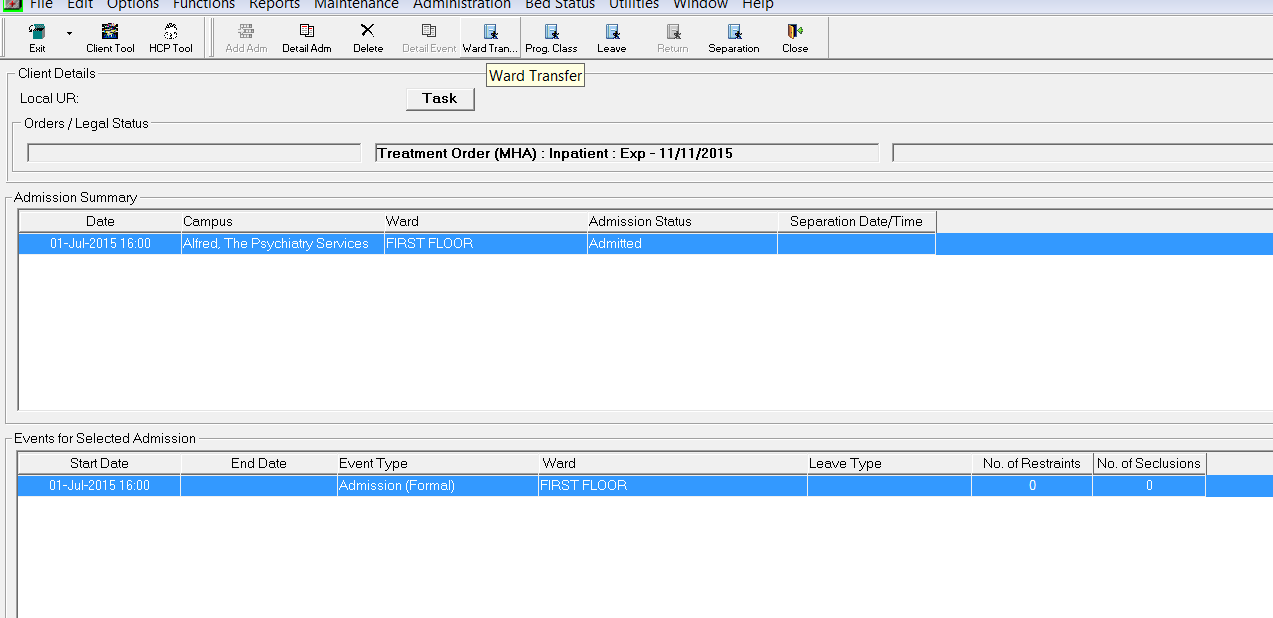 File Edit Options Functions Reports Maintenance Administration Bed Status Utilities Window Help
Exit Client Tool HCP Tool Add Adm Detail Adm Delete Detail Event Ward Tran... Prog. Class Leave Return Separation Close
Ward Transfer
Client Details
Local UR: Task
Orders / Legal Status
Treatment Order (MHA) : Inpatient : Exp - 11/11/2015
Admission Summary
Date Campus Ward Admission Status Separation Date/Time
01-Jul-2015 16:00 Alfred, The Psychiatry Services FIRST FLOOR Admitted
Events for Selected Admission
Start Date End Date Event Type Ward Leave Type No. of Restraints No. of Seclusions
01-Jul-2015 16:00 Admission (Formal) FIRST FLOOR 0 0